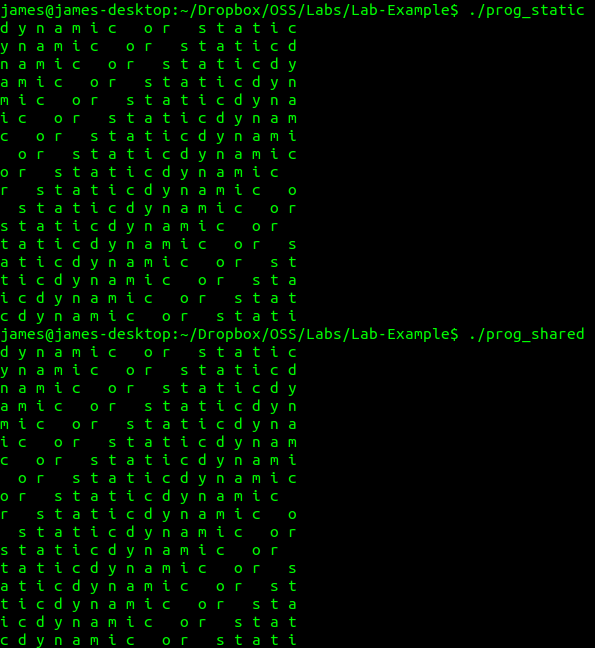 james@james-desktop:~/Dropbox/OSS/Labs/Lab-Example$ ./prog_static
d y n a m i c   o r   s t a t i c
y n a m i c   o r   s t a t i c d
n a m i c   o r   s t a t i c d y
a m i c   o r   s t a t i c d y n
m i c   o r   s t a t i c d y n a
i c   o r   s t a t i c d y n a m
c   o r   s t a t i c d y n a m i
  o r   s t a t i c d y n a m i c
o r   s t a t i c d y n a m i c
r   s t a t i c d y n a m i c   o
  s t a t i c d y n a m i c   o r
s t a t i c d y n a m i c   o r
t a t i c d y n a m i c   o r   s
a t i c d y n a m i c   o r   s t
t i c d y n a m i c   o r   s t a
i c d y n a m i c   o r   s t a t
c d y n a m i c   o r   s t a t i
james@james-desktop:~/Dropbox/OSS/Labs/Lab-Example$ ./prog_shared
d y n a m i c   o r   s t a t i c
y n a m i c   o r   s t a t i c d
n a m i c   o r   s t a t i c d y
a m i c   o r   s t a t i c d y n
m i c   o r   s t a t i c d y n a
i c   o r   s t a t i c d y n a m
c   o r   s t a t i c d y n a m i
  o r   s t a t i c d y n a m i c
o r   s t a t i c d y n a m i c
r   s t a t i c d y n a m i c   o
  s t a t i c d y n a m i c   o r
s t a t i c d y n a m i c   o r
t a t i c d y n a m i c   o r   s
a t i c d y n a m i c   o r   s t
t i c d y n a m i c   o r   s t a
i c d y n a m i c   o r   s t a t
c d y n a m i c   o r   s t a t i